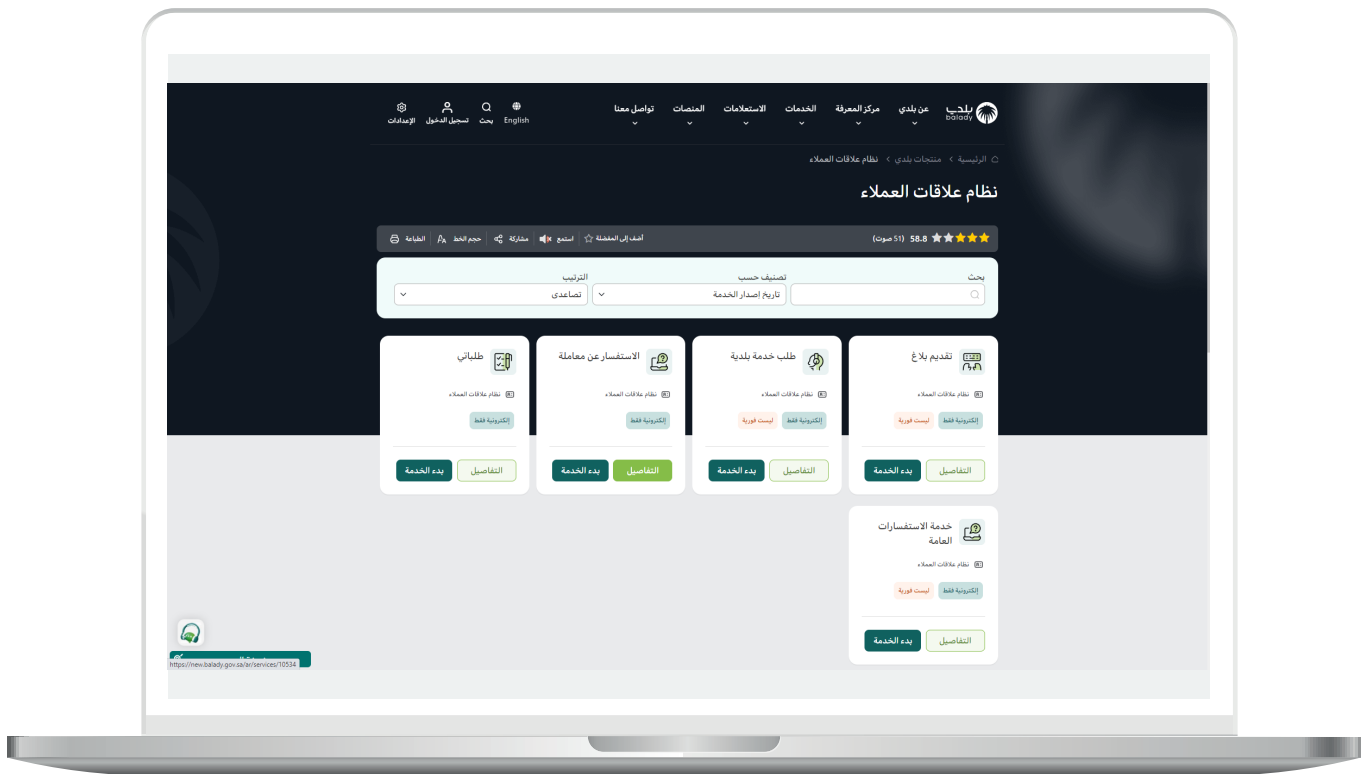 بلدي
balady
عن بلدي
مركز المعرفة
الخدمات
الاستعلامات
المنصات
تواصل معنا
English
بحث
تسجيل الدخول
الإعدادات
الرئيسية > منتجات بلدي > نظام علاقات العملاء
نظام علاقات العملاء
58.8 (51 صوت)
أضف إلى المفضلة
استمع
مشاركة
حجم الخط
الطباعة
بحث
تصنيف حسب
الترتيب
تاريخ إصدار الخدمة
تصاعدى
تقديم بلاغ
نظام علاقات العملاء
إلكترونية فقط ليست فورية
التفاصيل بدء الخدمة
طلب خدمة بلدية
نظام علاقات العملاء
إلكترونية فقط ليست فورية
التفاصيل بدء الخدمة
الاستفسار عن معاملة
نظام علاقات العملاء
إلكترونية فقط
التفاصيل بدء الخدمة
طلباتي
نظام علاقات العملاء
إلكترونية فقط
التفاصيل بدء الخدمة
خدمة الاستفسارات
العامة
نظام علاقات العملاء
إلكترونية فقط ليست فورية
التفاصيل بدء الخدمة
https://new.balady.gov.sa/ar/services/10534